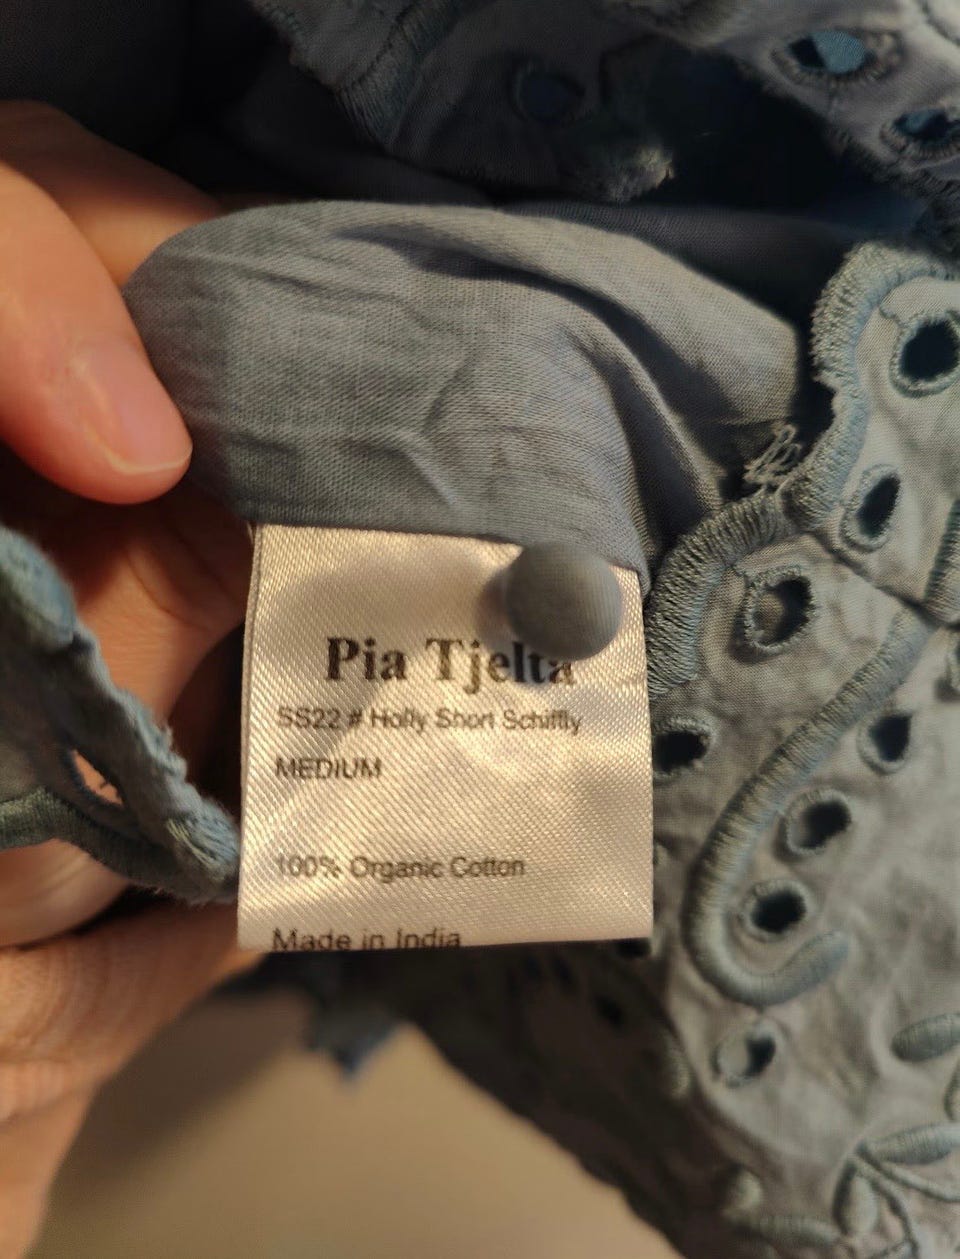 Pia Tjelta
SS22 # Holly Short Schiffly
MEDIUM
100% Organic Cotton
Made in India